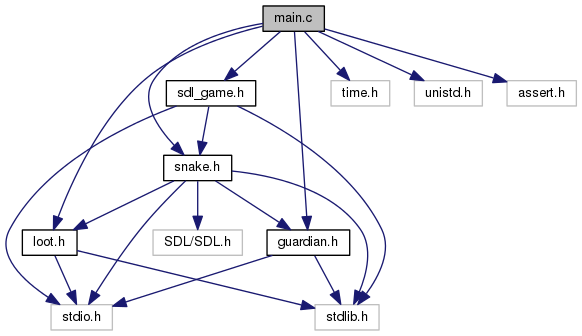 main.c
sdl_game.h
time.h
unistd.h
assert.h
snake.h
loot.h
SDL/SDL.h
guardian.h
stdio.h
stdlib.h